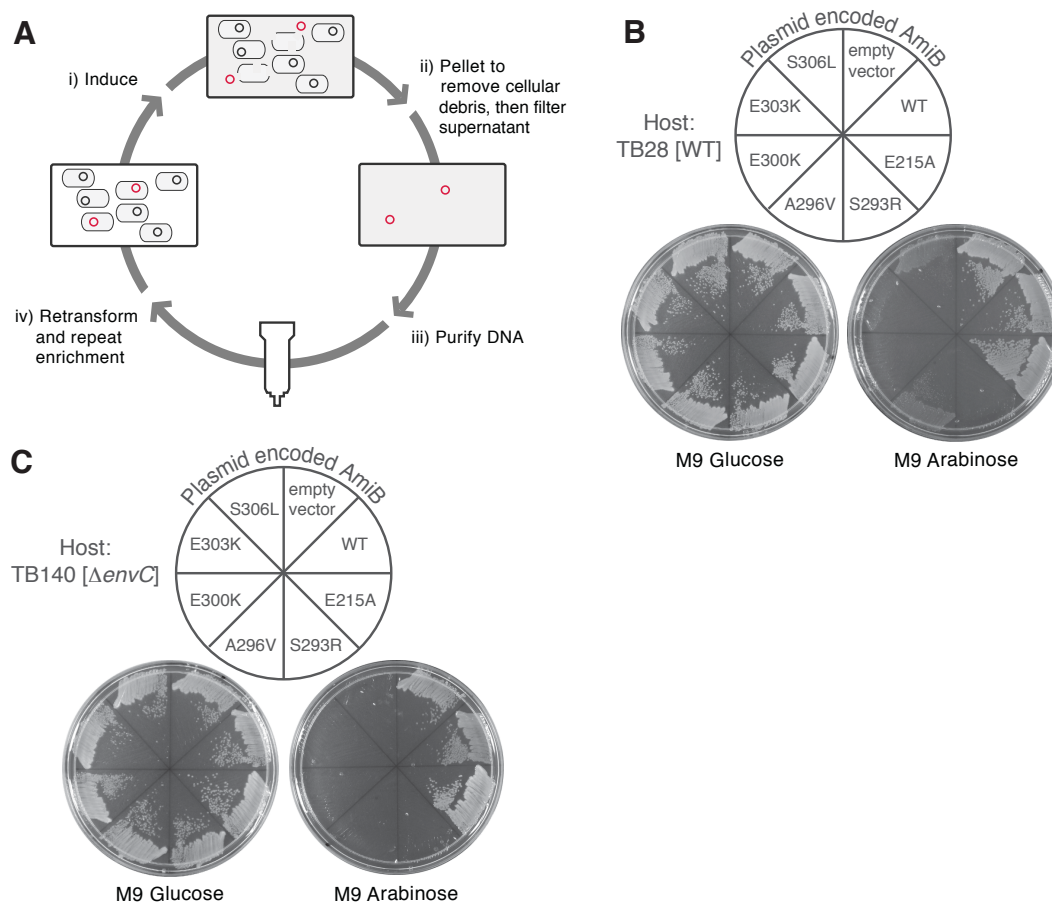 A
i) Induce
ii) Pellet to
remove cellular
debris, then filter
supernatant
iii) Purify DNA
iv) Retransform
and repeat
enrichment
B
Plasmid encoded AmiB
Host:
TB28 [WT]
S306L
empty
vector
E303K
WT
E300K
E215A
A296V
S293R
M9 Glucose
M9 Arabinose
C
Plasmid encoded AmiB
Host:
TB140 [ΔenvC]
S306L
empty
vector
E303K
WT
E300K
E215A
A296V
S293R
M9 Glucose
M9 Arabinose